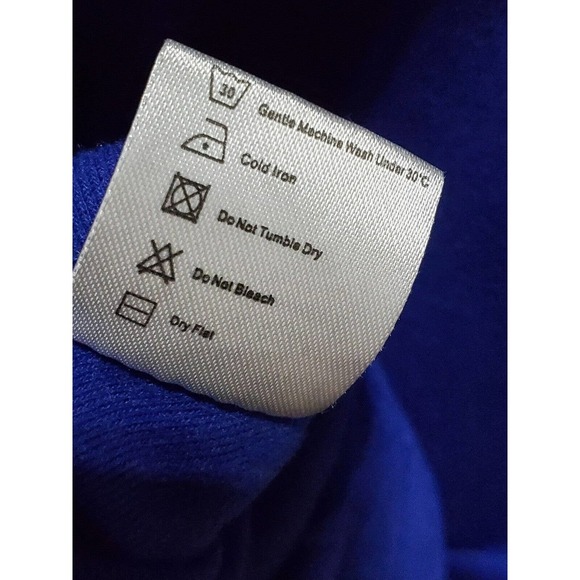 30 Gentle Machine Wash Under 30°C
Cold Iron
Do Not Tumble Dry
Do Not Bleach
Dry Flat